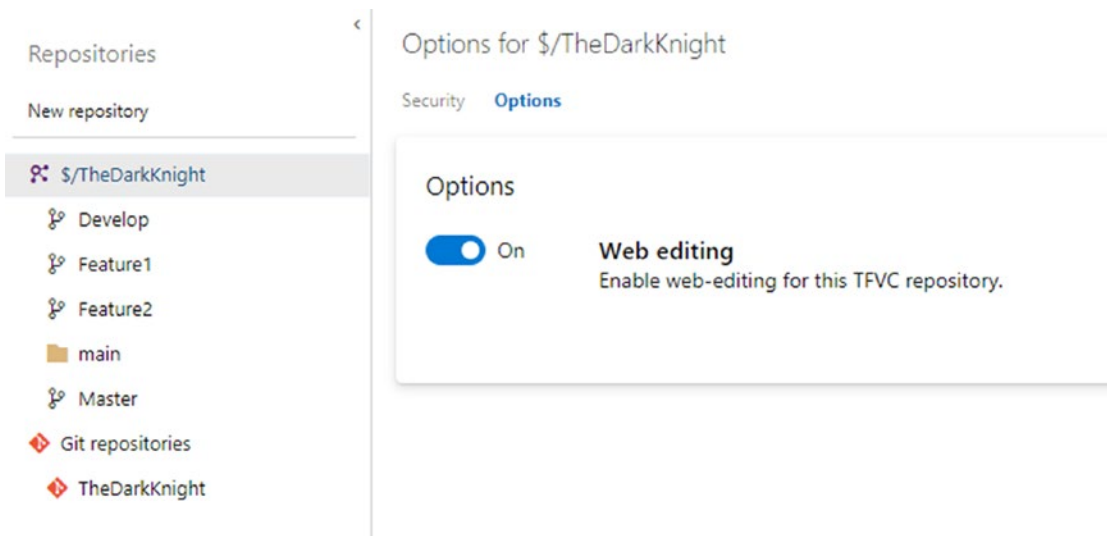 Repositories
New repository
$/TheDarkKnight
Develop
Feature1
Feature2
main
Master
Git repositories
TheDarkKnight
Options for $/TheDarkKnight
Security Options
Options
On Web editing
Enable web-editing for this TFVC repository.